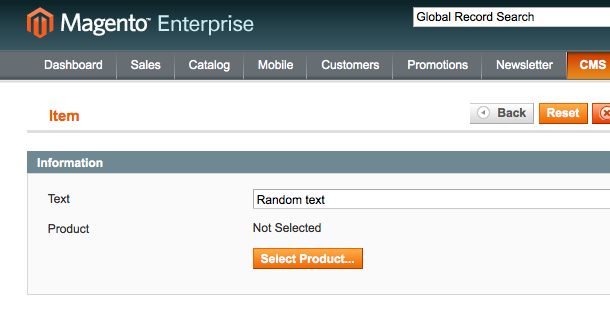 Magento™ Enterprise
Global Record Search
Dashboard Sales Catalog Mobile Customers Promotions Newsletter CMS
Item
Back Reset
Information
Text Random text
Product Not Selected
Select Product...